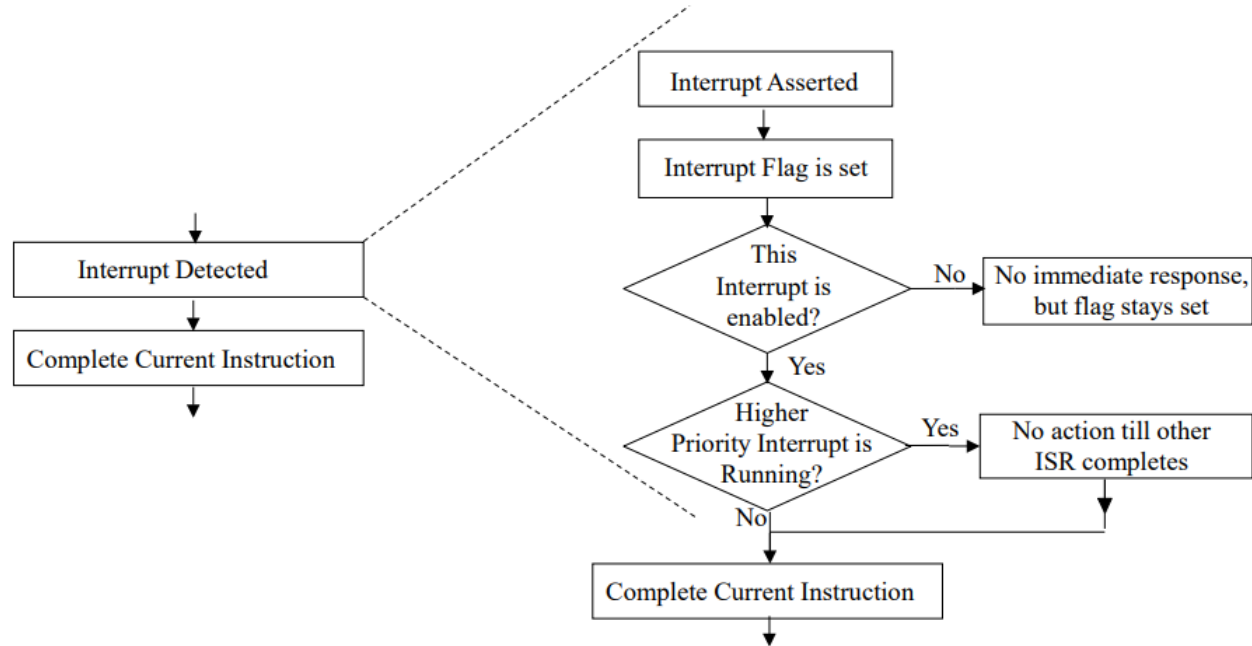 Interrupt Detected
Complete Current Instruction
Interrupt Asserted
Interrupt Flag is set
This
Interrupt is
enabled?
No
No immediate response,
but flag stays set
Yes
Higher
Priority Interrupt is
Running?
Yes
No action till other
ISR completes
No
Complete Current Instruction